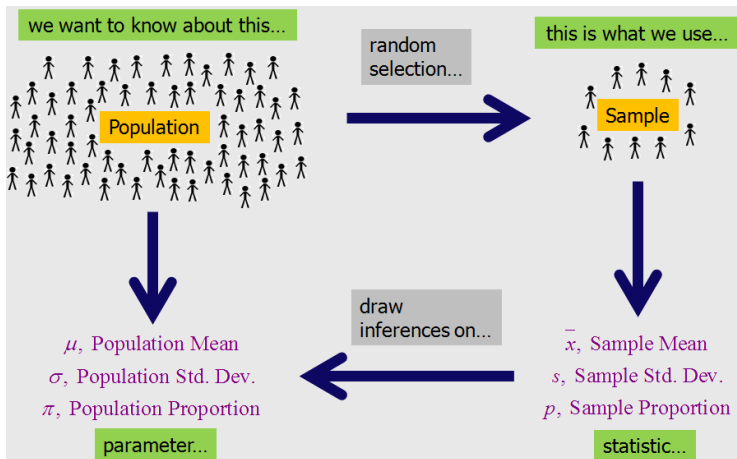 we want to know about this...
random
selection...
this is what we use...
Population
Sample
draw
inferences on...
μ, Population Mean
σ, Population Std. Dev.
π, Population Proportion
parameter...
x̄, Sample Mean
s, Sample Std. Dev.
p, Sample Proportion
statistic...